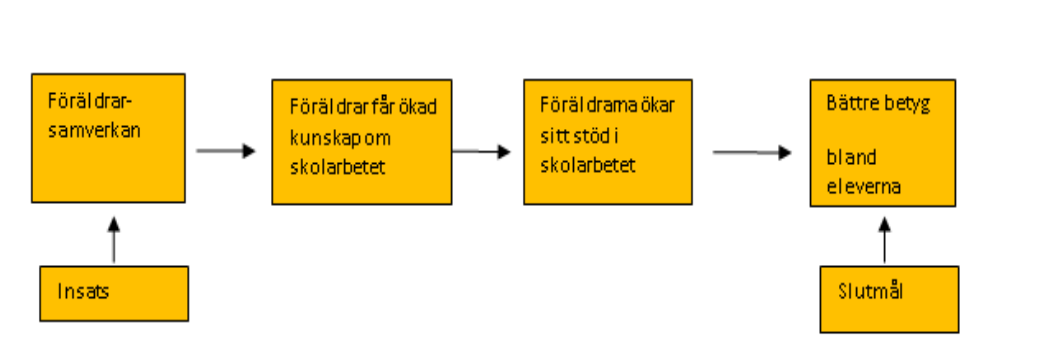 Föräldrar-
samverkan
Föräldrar får ökad
kunskap om
skolarbetet
Föräldrarna ökar
sitt stöd i
skolarbetet
Bättre betyg
bland
eleverna
Insats
Slutmål